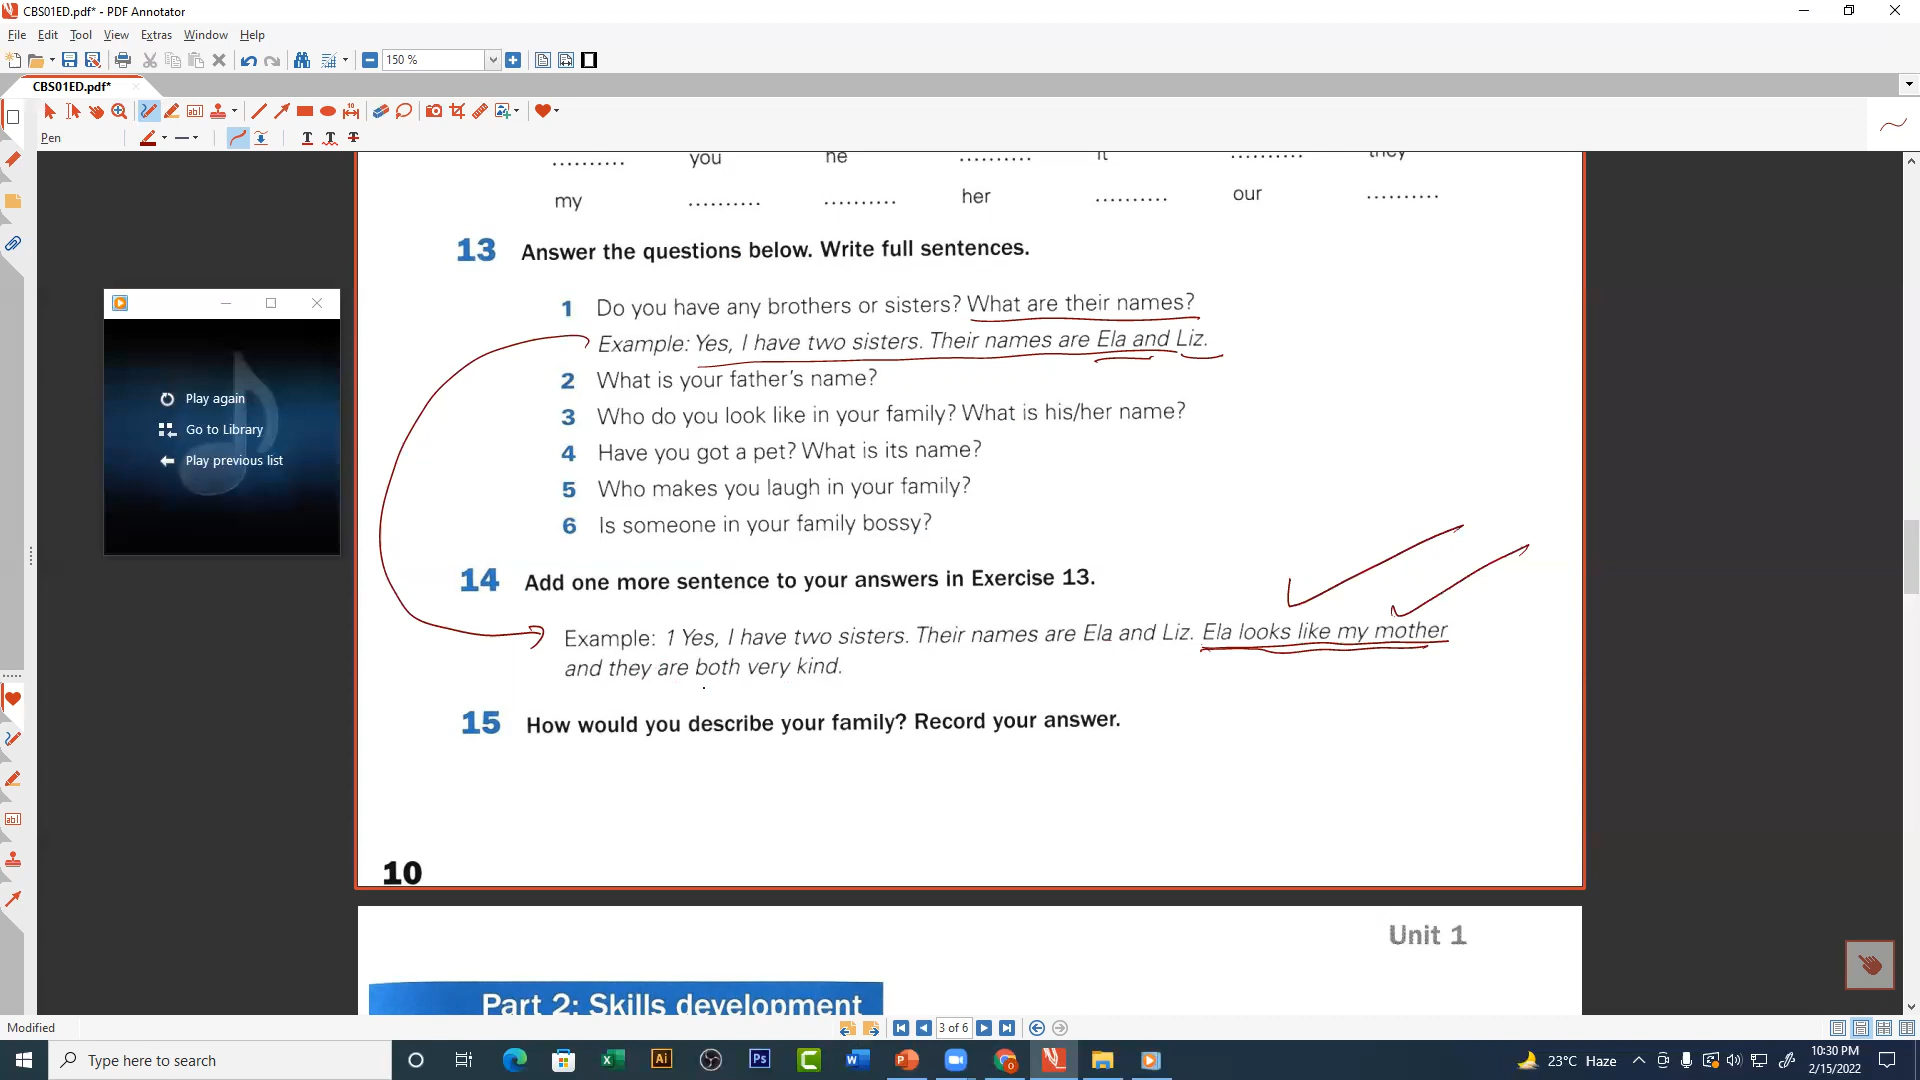 CBS01ED.pdf* - PDF Annotator
File Edit Tool View Extras Window Help
150 %
CBS01ED.pdf*
Pen
.......... you he .......... it .......... they
my .......... .......... her .......... our ..........
13 Answer the questions below. Write full sentences.
1 Do you have any brothers or sisters? What are their names?
Example: Yes, I have two sisters. Their names are Ela and Liz.
2 What is your father's name?
3 Who do you look like in your family? What is his/her name?
4 Have you got a pet? What is its name?
5 Who makes you laugh in your family?
6 Is someone in your family bossy?
Play again
Go to Library
Play previous list
14 Add one more sentence to your answers in Exercise 13.
Example: 1 Yes, I have two sisters. Their names are Ela and Liz. Ela looks like my mother
and they are both very kind.
15 How would you describe your family? Record your answer.
10
Unit 1
Part 2: Skills development
Modified
3 of 6
Type here to search
23°C Haze
10:30 PM
2/15/2022